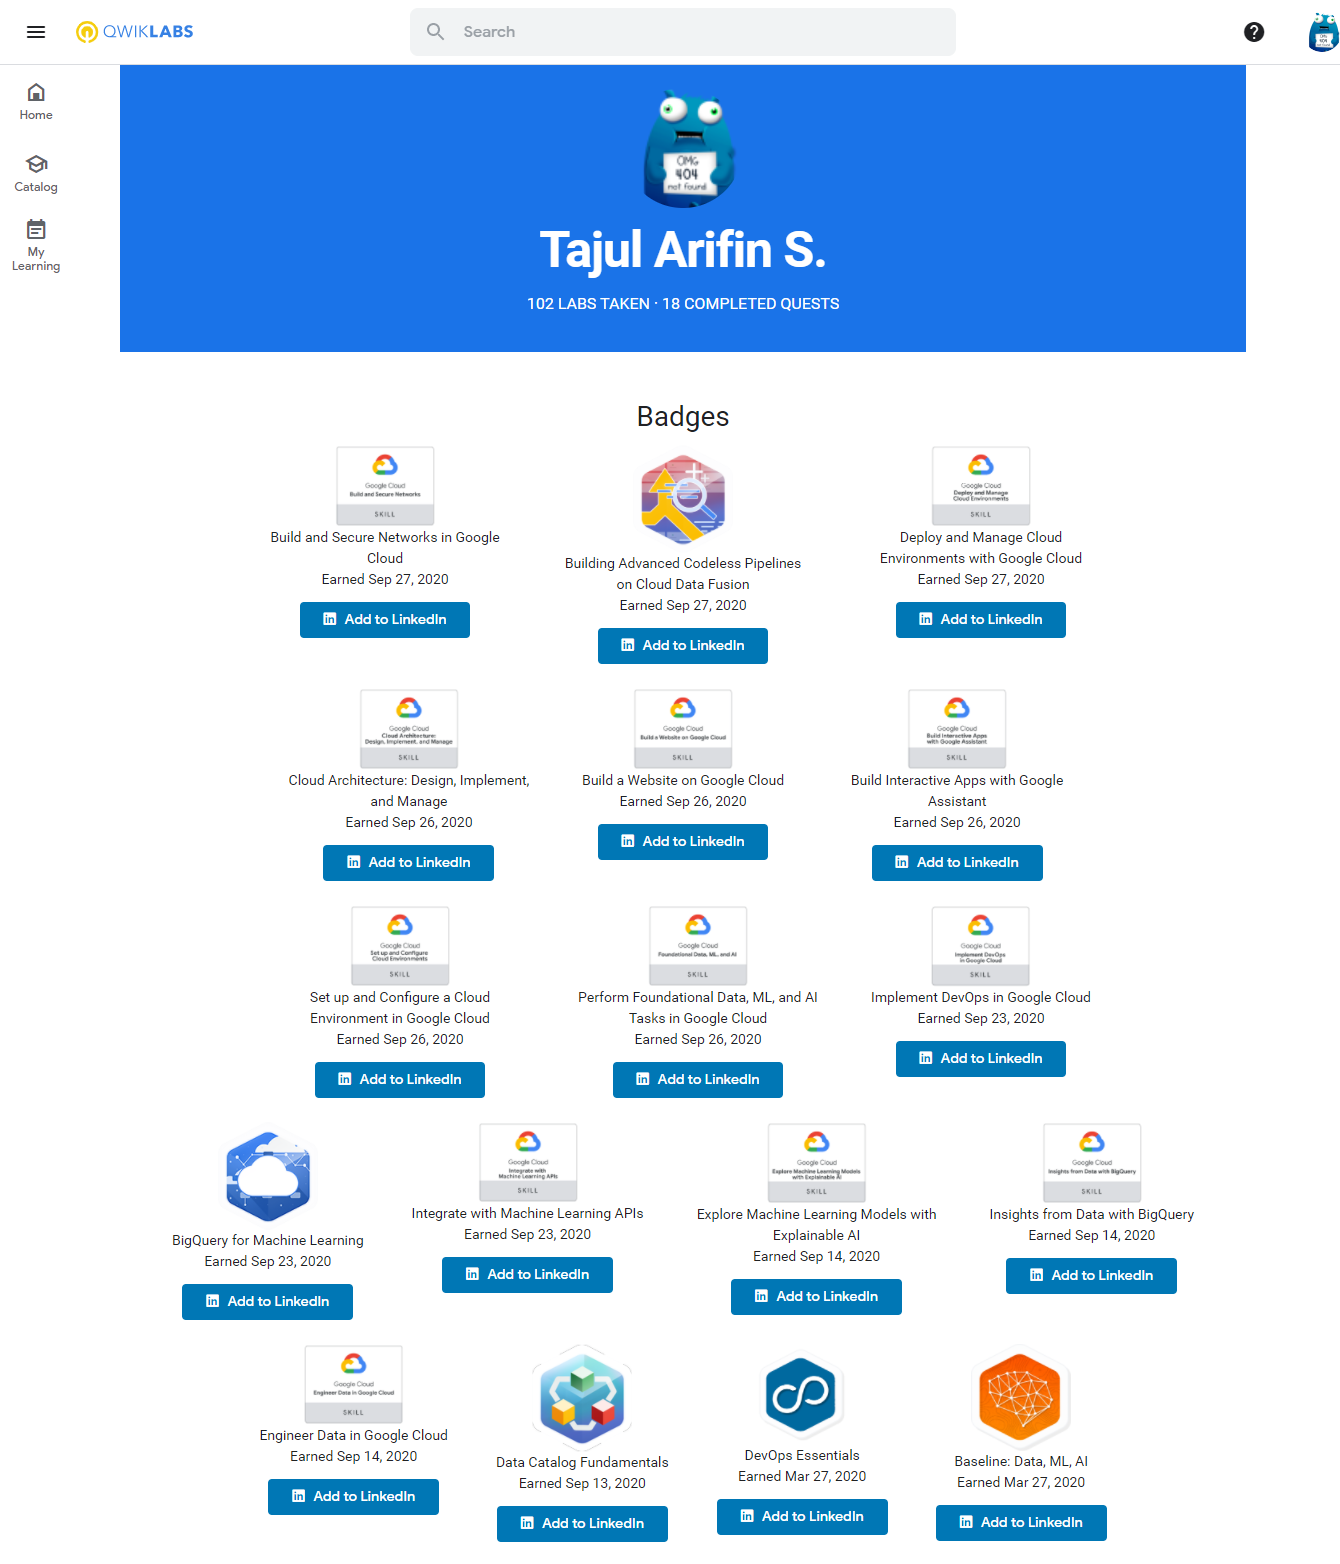 QWIKLABS
Search
Home
Catalog
My
Learning
OMG
404
not found
Tajul Arifin S.
102 LABS TAKEN · 18 COMPLETED QUESTS
Badges
Google Cloud
Build and Secure Networks
SKILL
Build and Secure Networks in Google
Cloud
Earned Sep 27, 2020
Add to LinkedIn
Building Advanced Codeless Pipelines
on Cloud Data Fusion
Earned Sep 27, 2020
Add to LinkedIn
Google Cloud
Deploy and Manage
Cloud Environments
SKILL
Deploy and Manage Cloud
Environments with Google Cloud
Earned Sep 27, 2020
Add to LinkedIn
Google Cloud
Cloud Architecture:
Design, Implement, and Manage
SKILL
Cloud Architecture: Design, Implement,
and Manage
Earned Sep 26, 2020
Add to LinkedIn
Google Cloud
Build a Website on Google Cloud
SKILL
Build a Website on Google Cloud
Earned Sep 26, 2020
Add to LinkedIn
Google Cloud
Build Interactive Apps
with Google Assistant
SKILL
Build Interactive Apps with Google
Assistant
Earned Sep 26, 2020
Add to LinkedIn
Google Cloud
Set up and Configure
Cloud Environments
SKILL
Set up and Configure a Cloud
Environment in Google Cloud
Earned Sep 26, 2020
Add to LinkedIn
Google Cloud
Foundational Data, ML, and AI
SKILL
Perform Foundational Data, ML, and AI
Tasks in Google Cloud
Earned Sep 26, 2020
Add to LinkedIn
Google Cloud
Implement DevOps
in Google Cloud
SKILL
Implement DevOps in Google Cloud
Earned Sep 23, 2020
Add to LinkedIn
BigQuery for Machine Learning
Earned Sep 23, 2020
Add to LinkedIn
Google Cloud
Integrate with
Machine Learning APIs
SKILL
Integrate with Machine Learning APIs
Earned Sep 23, 2020
Add to LinkedIn
Google Cloud
Explore Machine Learning Models
with Explainable AI
SKILL
Explore Machine Learning Models with
Explainable AI
Earned Sep 14, 2020
Add to LinkedIn
Google Cloud
Insights from Data with BigQuery
SKILL
Insights from Data with BigQuery
Earned Sep 14, 2020
Add to LinkedIn
Google Cloud
Engineer Data in Google Cloud
SKILL
Engineer Data in Google Cloud
Earned Sep 14, 2020
Add to LinkedIn
Data Catalog Fundamentals
Earned Sep 13, 2020
Add to LinkedIn
DevOps Essentials
Earned Mar 27, 2020
Add to LinkedIn
Baseline: Data, ML, AI
Earned Mar 27, 2020
Add to LinkedIn